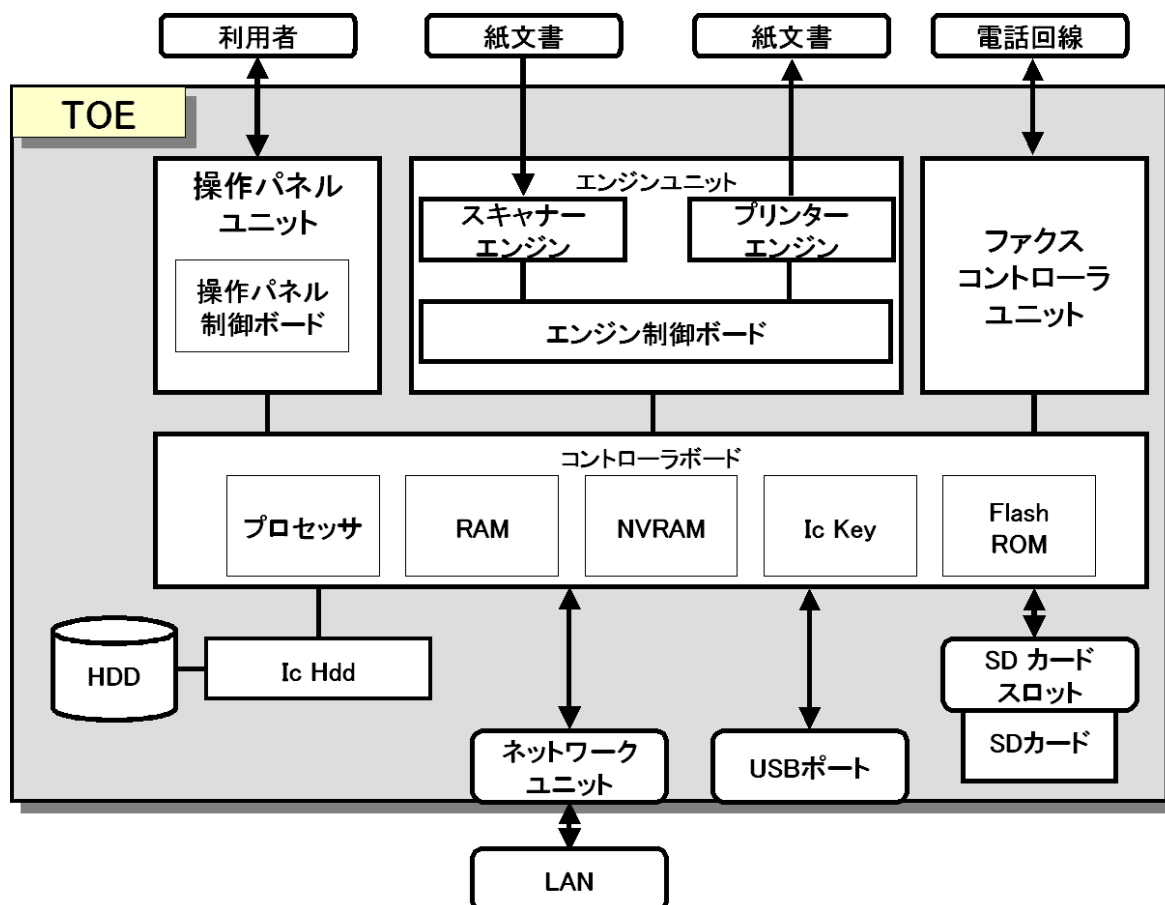 利用者
紙文書
紙文書
電話回線
TOE
操作パネル
ユニット
操作パネル
制御ボード
エンジンユニット
スキャナー
エンジン
プリンター
エンジン
エンジン制御ボード
ファクス
コントローラ
ユニット
コントローラボード
プロセッサ
RAM
NVRAM
Ic Key
Flash
ROM
HDD
Ic Hdd
ネットワーク
ユニット
USBポート
SD カード
スロット
SDカード
LAN